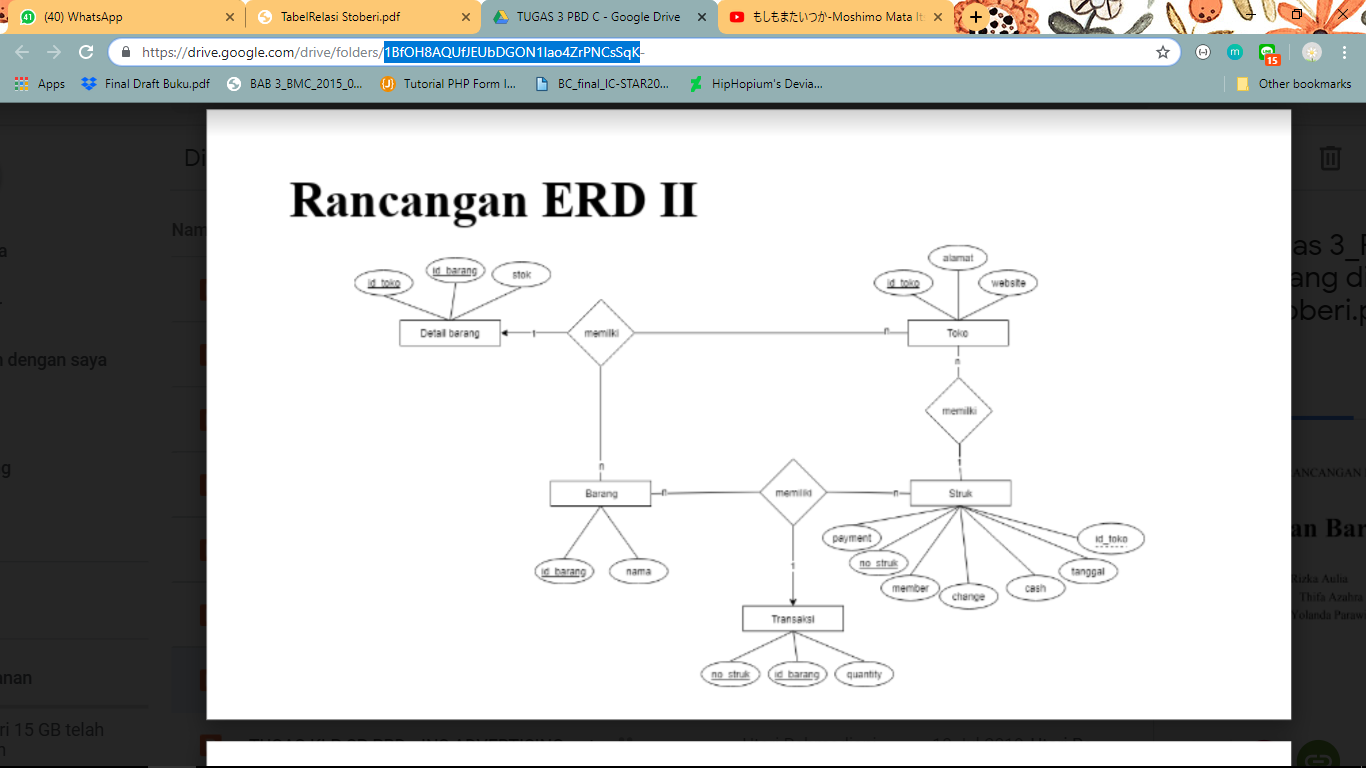 (40) WhatsApp
TabelRelasi Stoberi.pdf
TUGAS 3 PBD C - Google Drive
もしもまたいつか-Moshimo Mata It
https://drive.google.com/drive/folders/1BfOH8AQUfJEUbDGON1Iao4ZrPNCsSqK-
15
Apps
Final Draft Buku.pdf
BAB 3_BMC_2015_0...
Tutorial PHP Form I...
BC_final_IC-STAR20...
HipHopium's Devia...
Other bookmarks
Rancangan ERD II
id_toko
id_barang
stok
id_toko
alamat
website
Detail barang
1
memilki
n
Toko
n
memilki
1
n
Barang
n
memiliki
n
Struk
id_barang
nama
1
payment
no_struk
member
change
cash
tanggal
id_toko
Transaksi
no_struk
id_barang
quantity
Di
Nam
dengan saya
ri 15 GB telah
as 3_P
ang d
oberi.p
ANCANGAN
an Bar
Rizka Aulia
Thifa Azahra
Yolanda Paraw